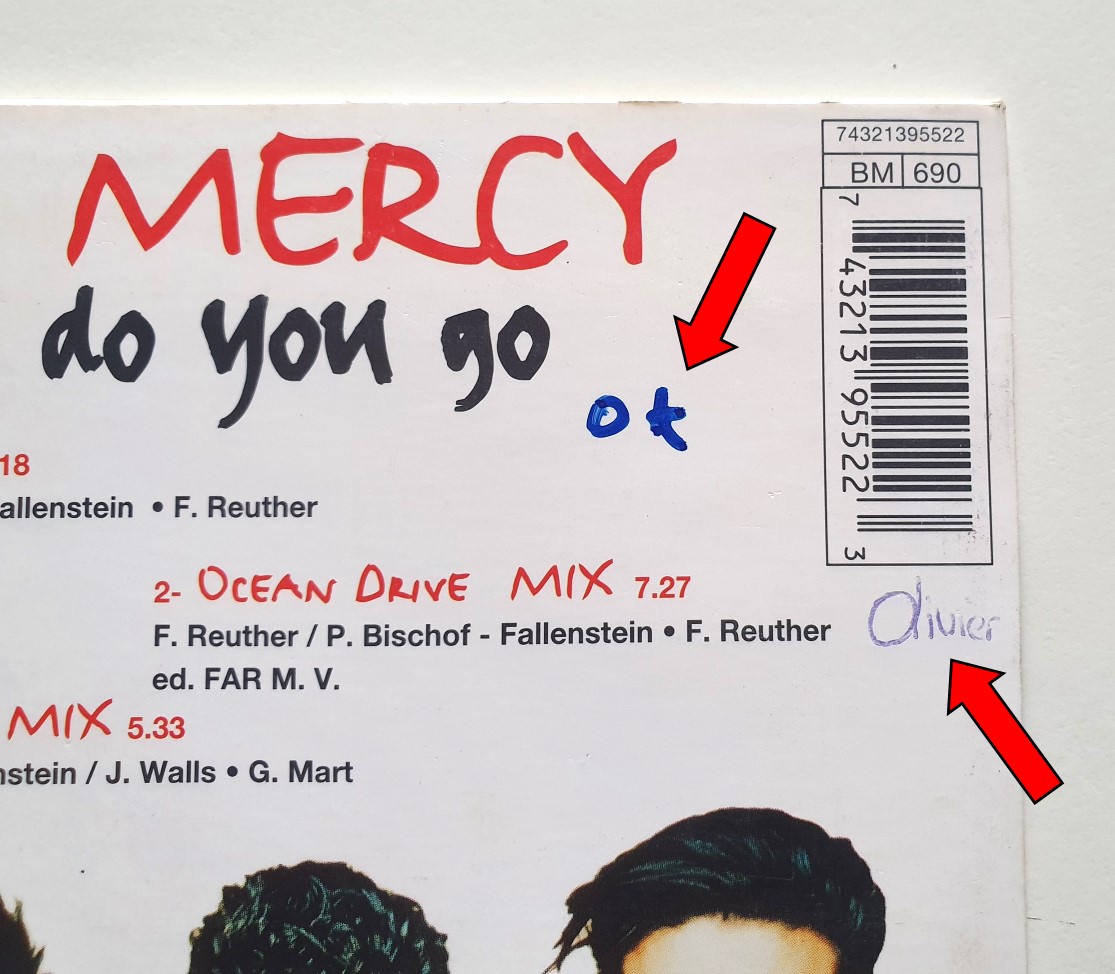 74321395522
BM 690
MERCY
do you go
ot
18
allenstein • F. Reuther
7 43213 95522 3
2- OCEAN DRIVE MIX 7.27
F. Reuther / P. Bischof - Fallenstein • F. Reuther
Olivier
ed. FAR M. V.
MIX 5.33
nstein / J. Walls • G. Mart